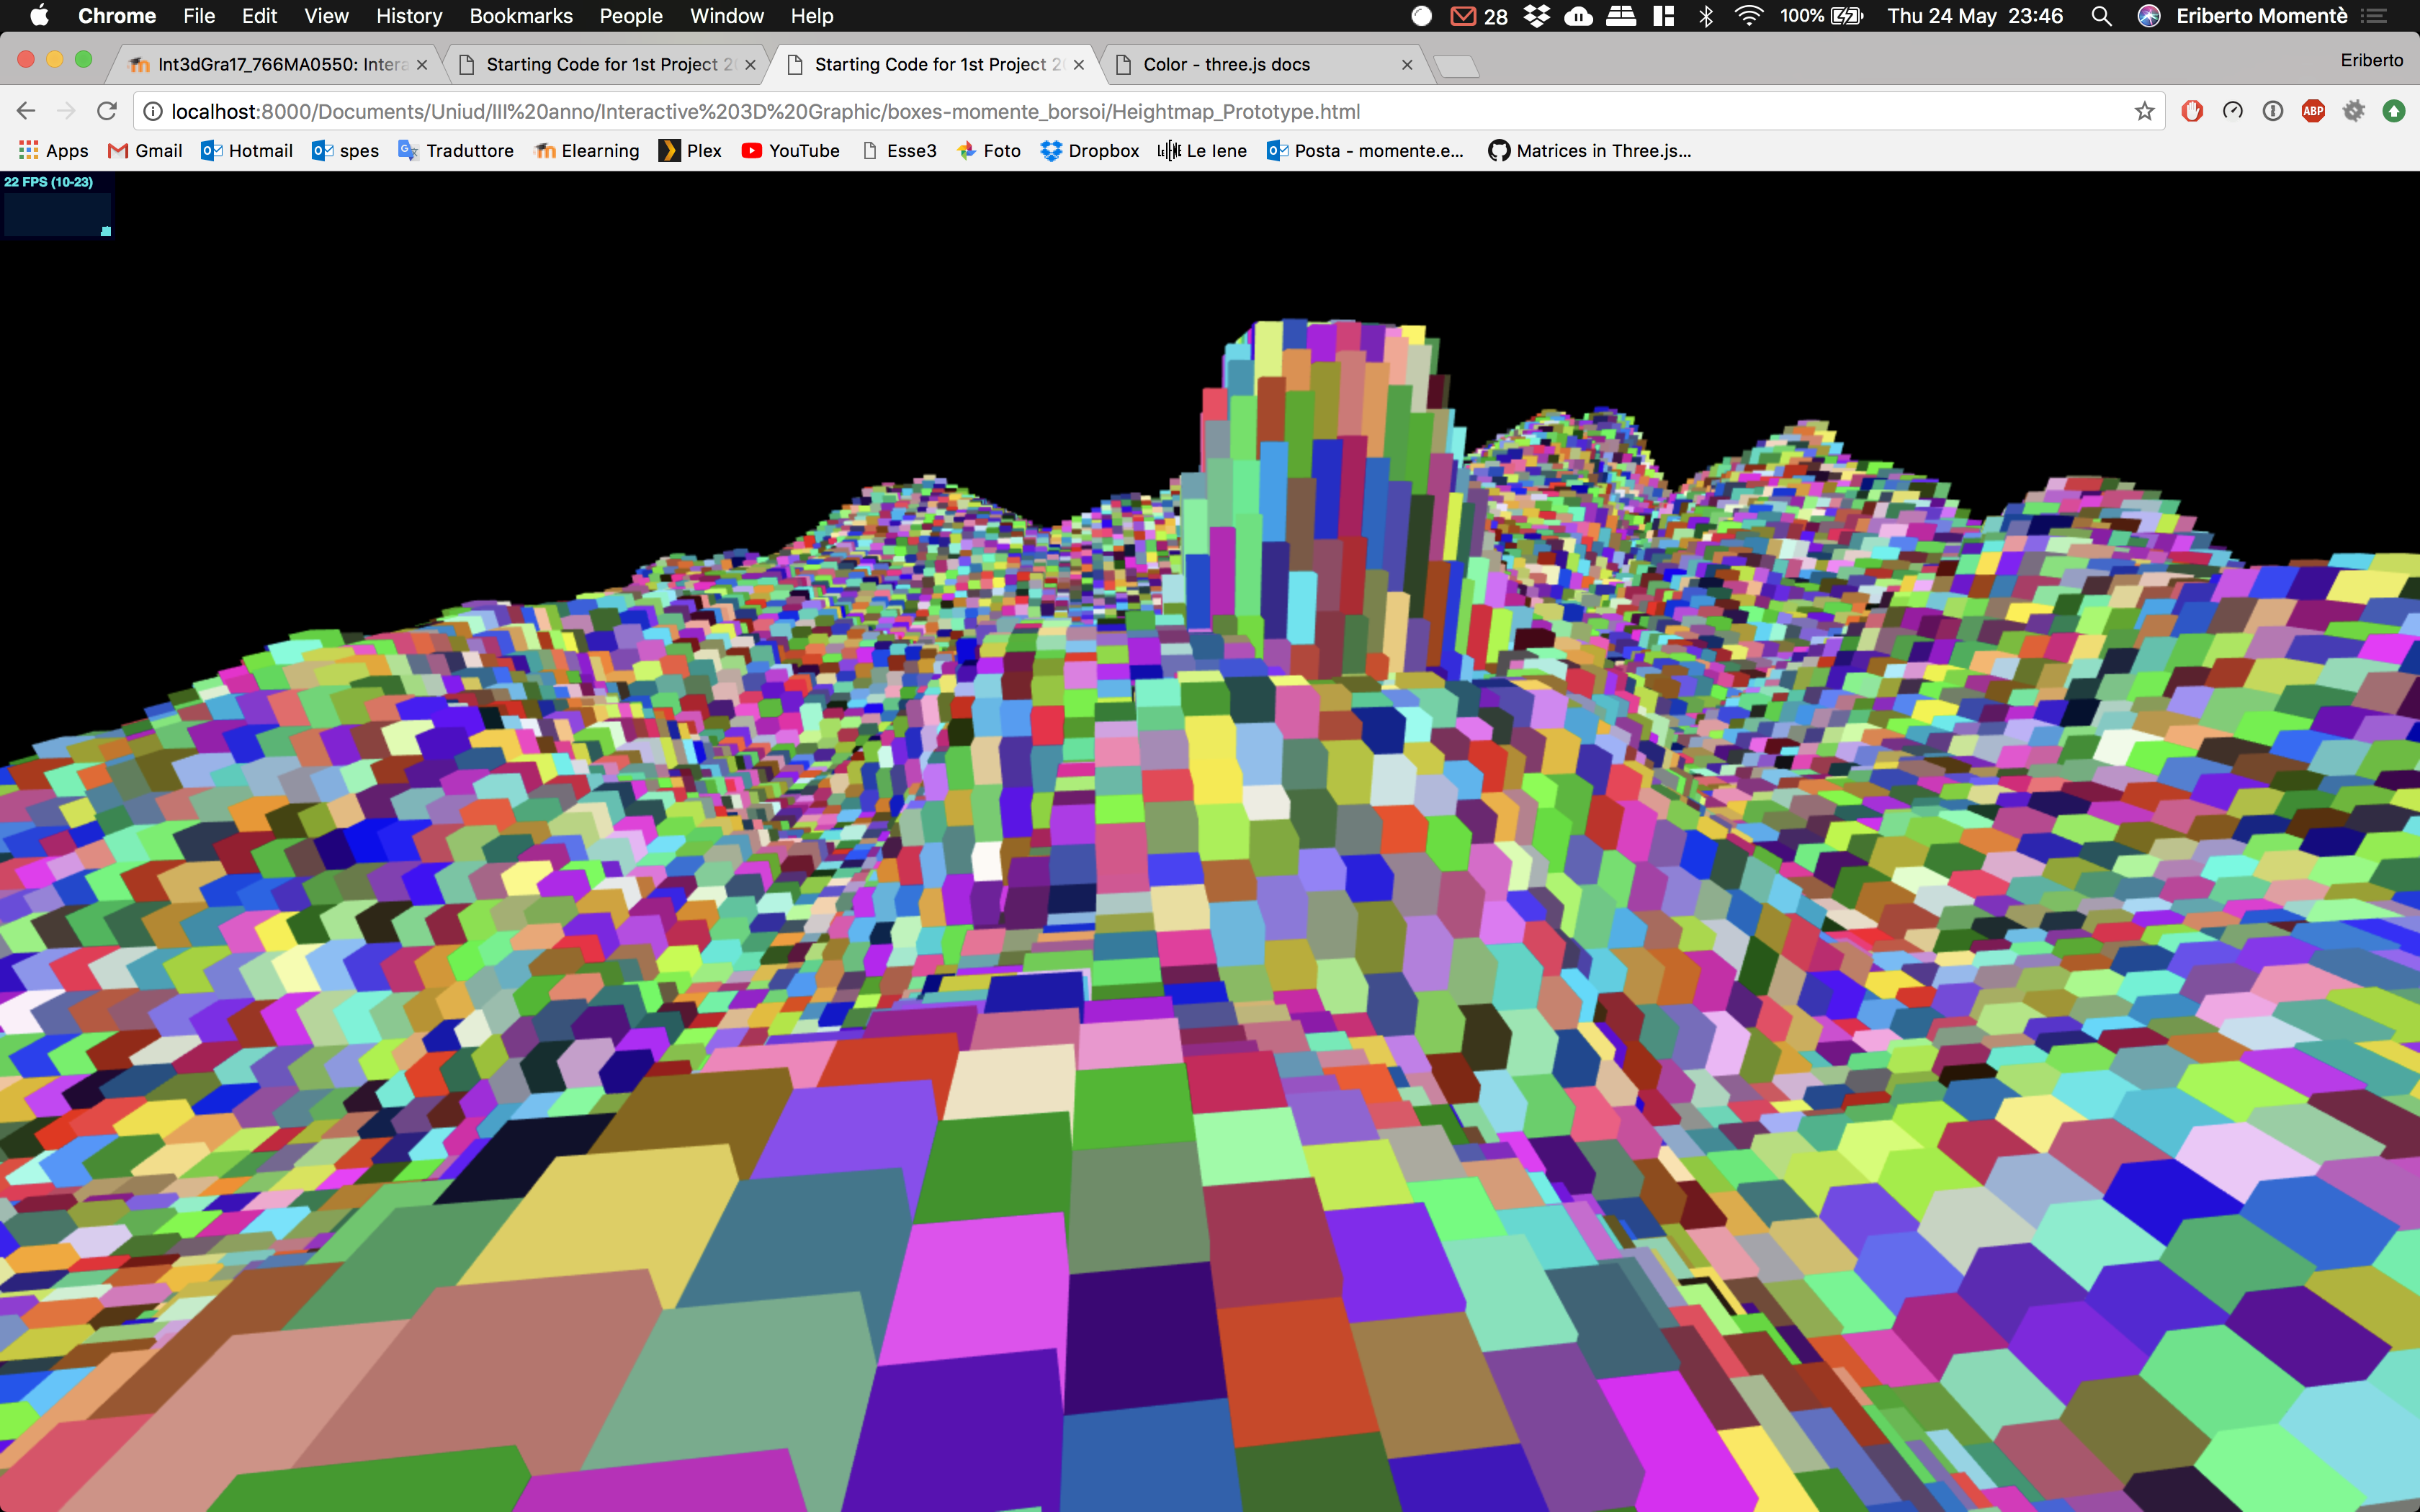 Chrome File Edit View History Bookmarks People Window Help 28 100% Thu 24 May 23:46 Eriberto Momentè
Int3dGra17_766MA0550: Intera Starting Code for 1st Project 2 Starting Code for 1st Project 2 Color - three.js docs Eriberto
localhost:8000/Documents/Uniud/III%20anno/Interactive%203D%20Graphic/boxes-momente_borsoi/Heightmap_Prototype.html ABP
Apps Gmail Hotmail spes Traduttore Elearning Plex YouTube Esse3 Foto Dropbox Le Iene Posta - momente.e... Matrices in Three.js...
22 FPS (10-23)